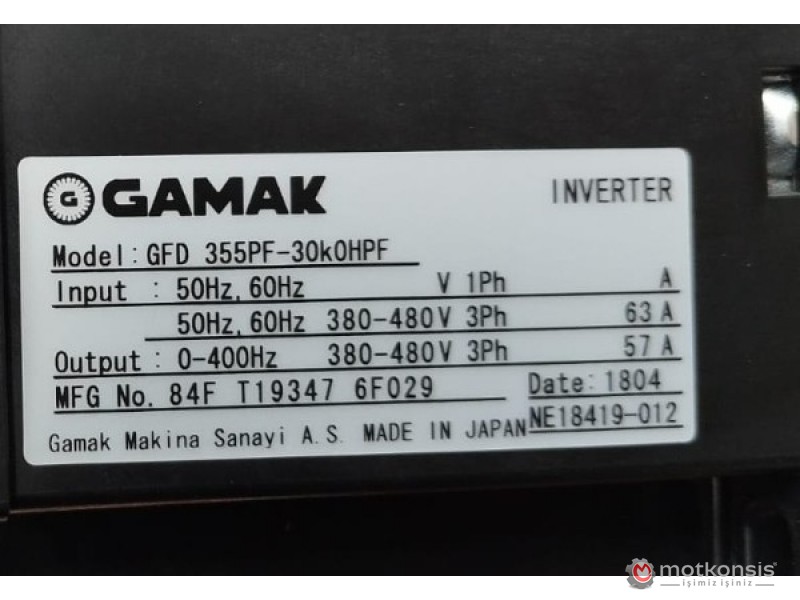 G GAMAK INVERTER
Model: GFD 355PF-30k0HPF
Input : 50Hz, 60Hz V 1Ph A
50Hz, 60Hz 380-480V 3Ph 63 A
Output : 0-400Hz 380-480V 3Ph 57 A
MFG No. 84F T19347 6F029 Date: 1804
Gamak Makina Sanayi A.S. MADE IN JAPAN NE18419-012
motkonsis
işimiz işiniz